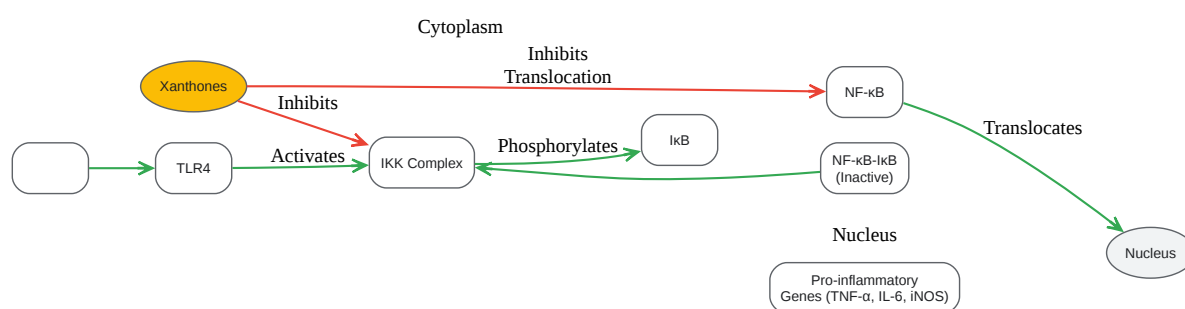 Cytoplasm
Inhibits
Translocation
Xanthones
NF-κB
Inhibits
Translocates
TLR4
Activates
IKK Complex
Phosphorylates
IκB
NF-κB-IκB
(Inactive)
Nucleus
Nucleus
Pro-inflammatory
Genes (TNF-α, IL-6, iNOS)